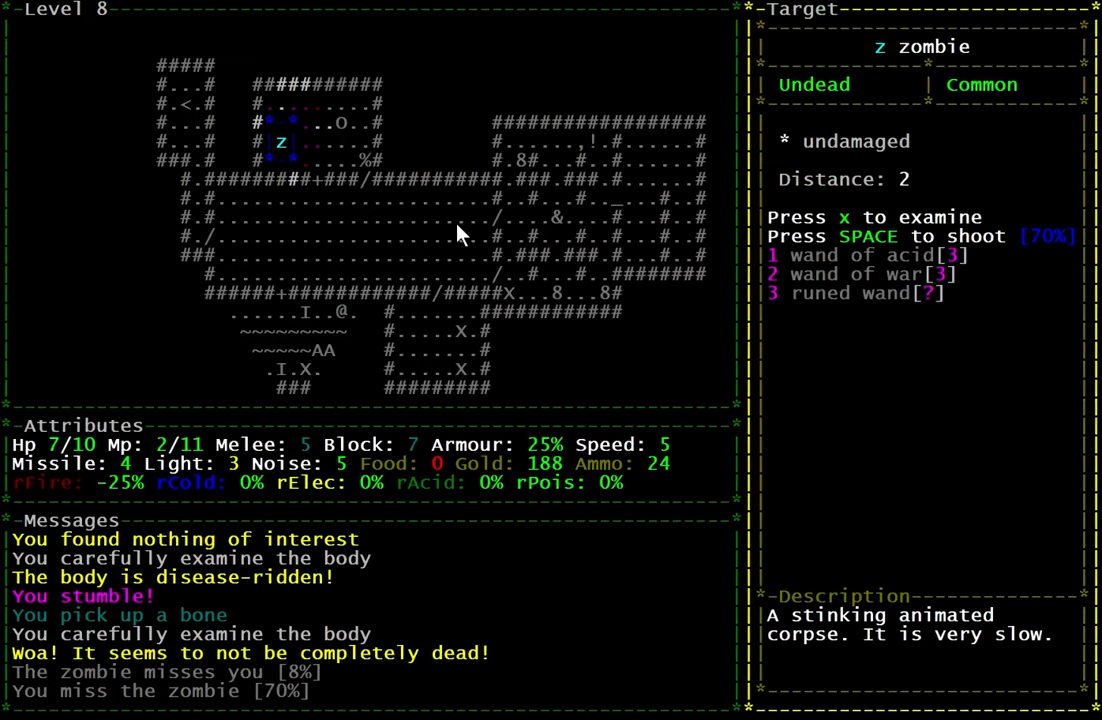 Level 8
#####
#...#   ###########
#.<.#   #.........#
#...#   #*.*...o..#
#...#   #z........#
###.#   #*.*.....%#
#.########+###/###########.###.###.......#
Attributes
Hp 7/10 Mp: 2/11 Melee: 5 Block: 7 Armour: 25% Speed: 5
Missile: 4 Light: 3 Noise: 5 Food: 0 Gold: 188 Ammo: 24
rFire: -25% rCold: 0% rElec: 0% rAcid: 0% rPois: 0%
Messages
You found nothing of interest
You carefully examine the body
The body is disease-ridden!
You stumble!
You pick up a bone
You carefully examine the body
Woa! It seems to not be completely dead!
The zombie misses you [8%]
You miss the zombie [70%]
Target
z zombie
Undead | Common
* undamaged
Distance: 2
Press x to examine
Press SPACE to shoot [70%]
1 wand of acid[3]
2 wand of war[3]
3 runed wand[?]
Description
A stinking animated
corpse. It is very slow.